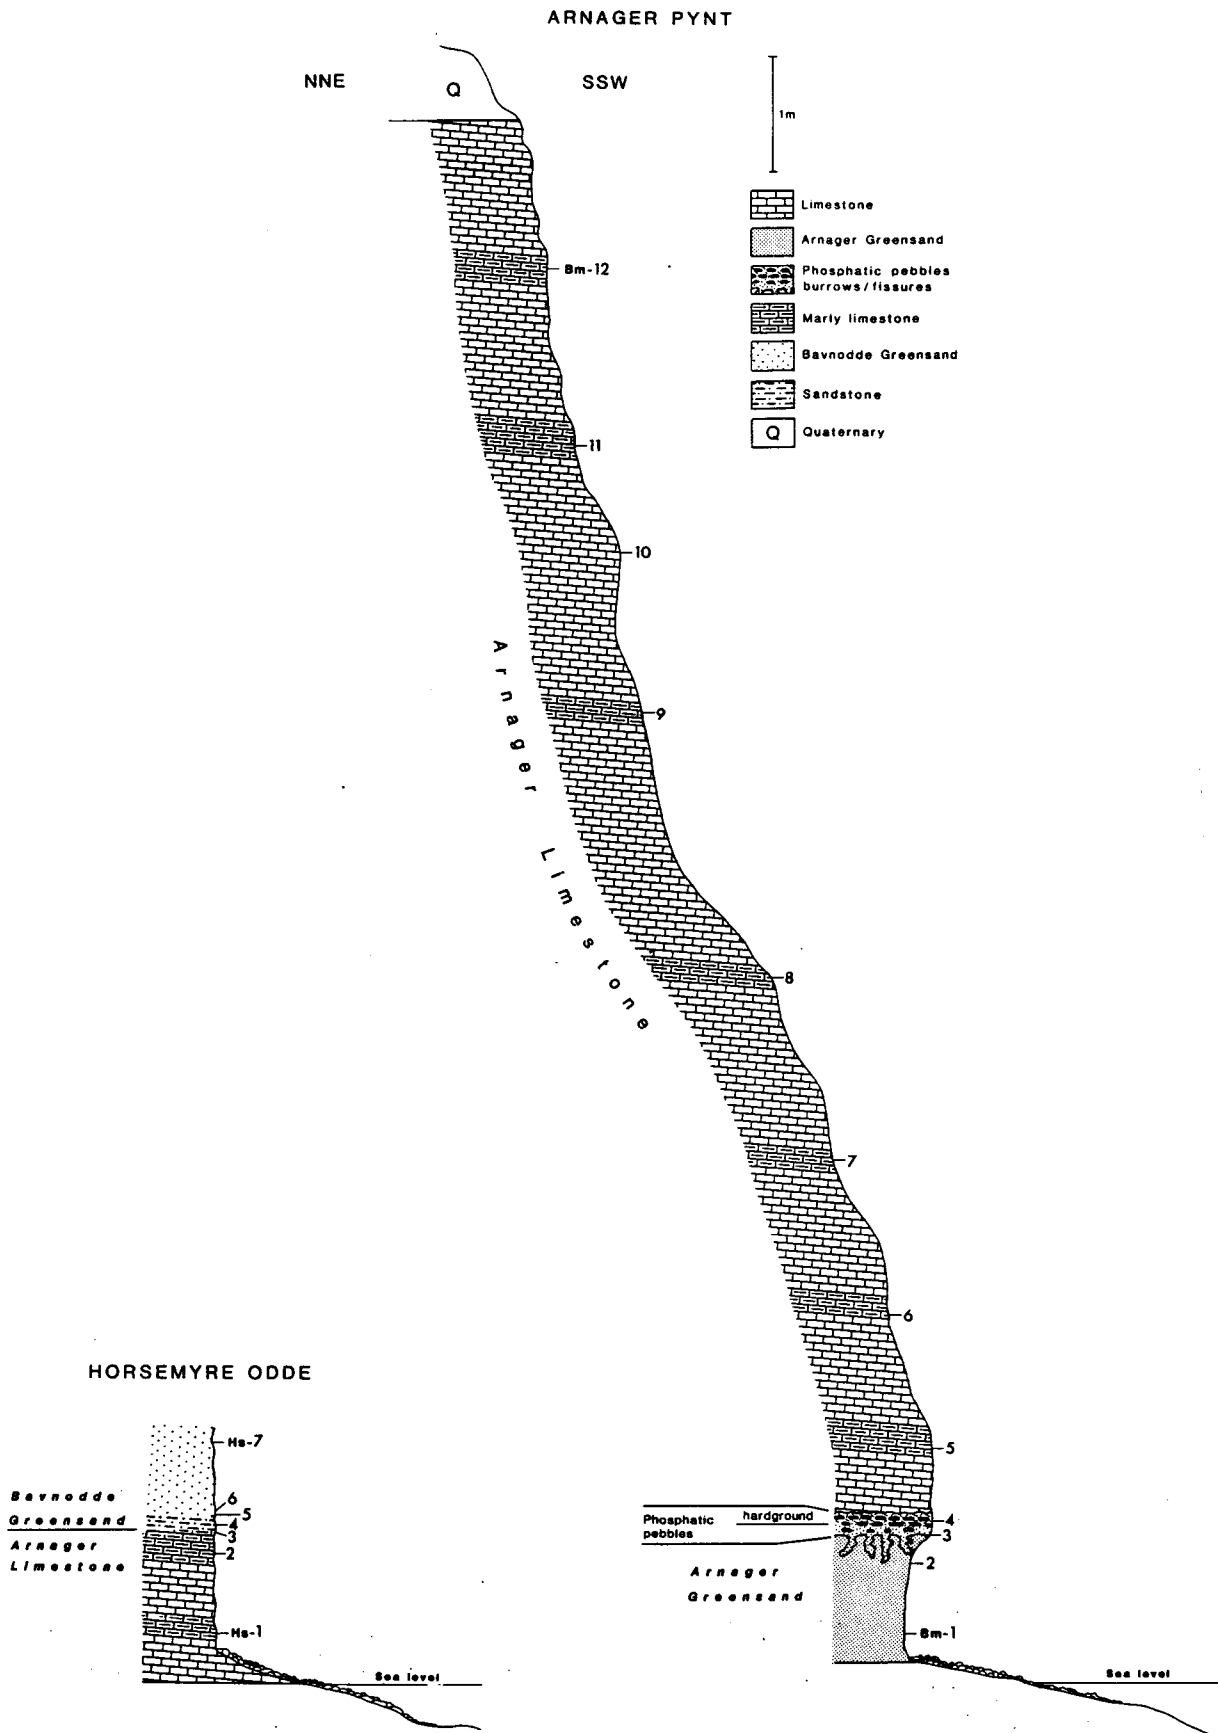 ARNAGER PYNT
NNE
Q
SSW
1m
Limestone
Arnager Greensand
Phosphatic pebbles
burrows/fissures
Marly limestone
Bavnodde Greensand
Sandstone
Q Quaternary
Bm-12
11
10
9
8
7
6
5
4
3
2
Bm-1
Arnager Limestone
hardground
Phosphatic
pebbles
Arnager
Greensand
Sea level
HORSEMYRE ODDE
Hs-7
6
5
4
3
2
Hs-1
Bavnodde
Greensand
Arnager
Limestone
Sea level